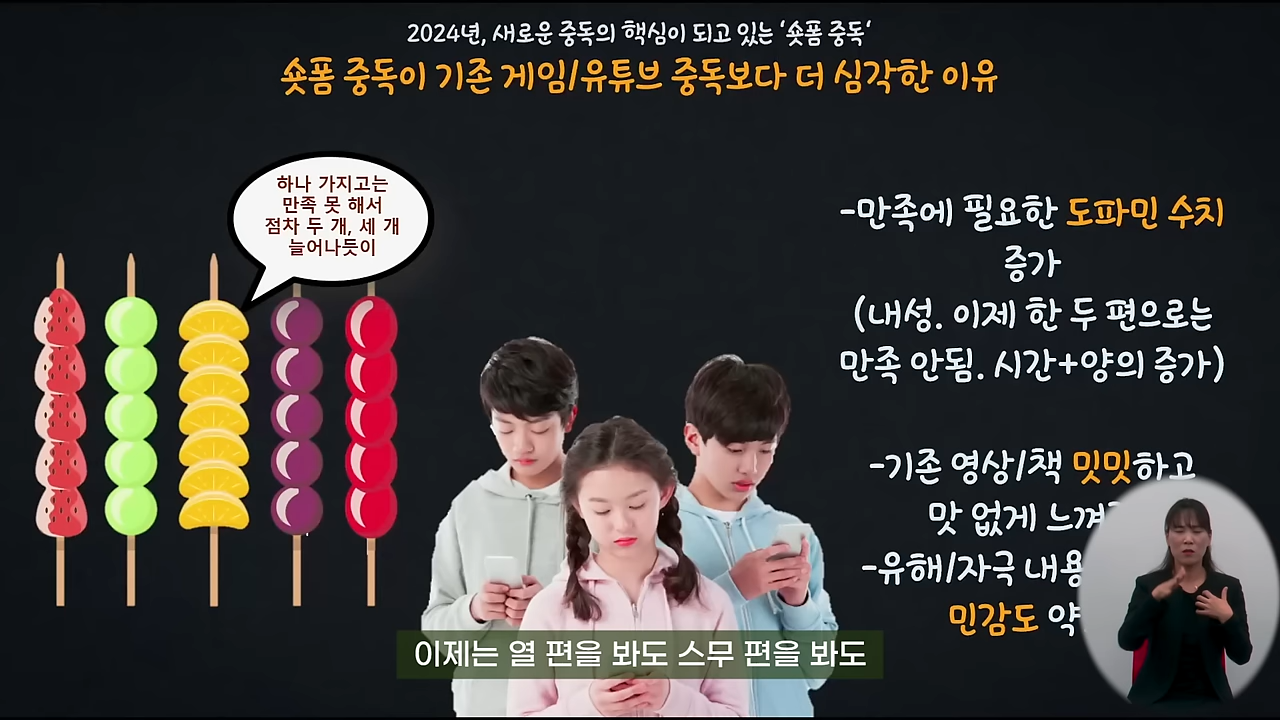 2024년, 새로운 중독의 핵심이 되고 있는 ‘숏폼 중독‘
숏폼 중독이 기존 게임/유튜브 중독보다 더 심각한 이유
하나 가지고는
만족 못 해서
점차 두 개, 세 개
늘어나듯이
-만족에 필요한 도파민 수치
증가
(내성. 이제 한 두 편으로는
만족 안됨. 시간+양의 증가)
-기존 영상/책 밋밋하고
맛 없게
-유해/자극
민감도
이제는 열 편을 봐도 스무 편을 봐도